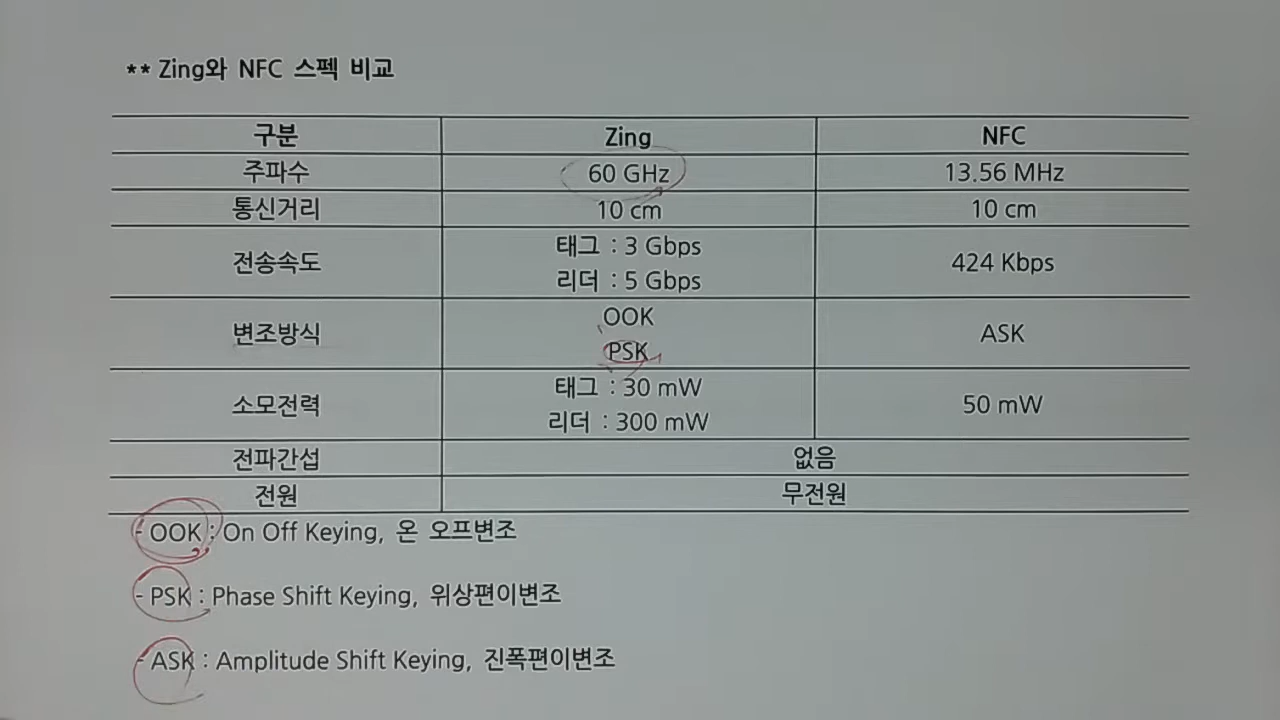 ** Zing와 NFC 스펙 비교
구분 Zing NFC
주파수 60 GHz 13.56 MHz
통신거리 10 cm 10 cm
전송속도 태그 : 3 Gbps 424 Kbps
리더 : 5 Gbps
변조방식 OOK ASK
PSK
소모전력 태그 : 30 mW 50 mW
리더 : 300 mW
전파간섭 없음
전원 무전원
- OOK : On Off Keying, 온 오프변조
- PSK : Phase Shift Keying, 위상편이변조
- ASK : Amplitude Shift Keying, 진폭편이변조